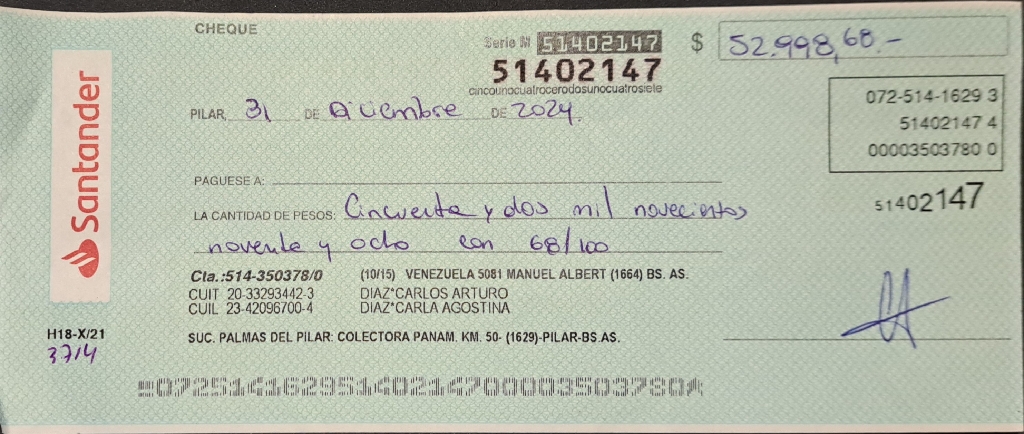 CHEQUE
Serie M 51402147
$ 52.998,68.-
51402147
cincounocuatrocerodosunocuatrosiete
072-514-1629 3
51402147 4
00003503780 0
PILAR, 31 DE Diciembre DE 2024.
51402147
PAGUESE A:
LA CANTIDAD DE PESOS: Cincuenta y dos mil novecientos
noventa y ocho con 68/100
Santander
Cta.:514-350378/0 (10/15) VENEZUELA 5081 MANUEL ALBERT (1664) BS. AS.
CUIT 20-33293442-3 DIAZ*CARLOS ARTURO
CUIL 23-42096700-4 DIAZ*CARLA AGOSTINA
H18-X/21
SUC. PALMAS DEL PILAR: COLECTORA PANAM. KM. 50- (1629)-PILAR-BS.AS.
3714
07251416295140214700003503780